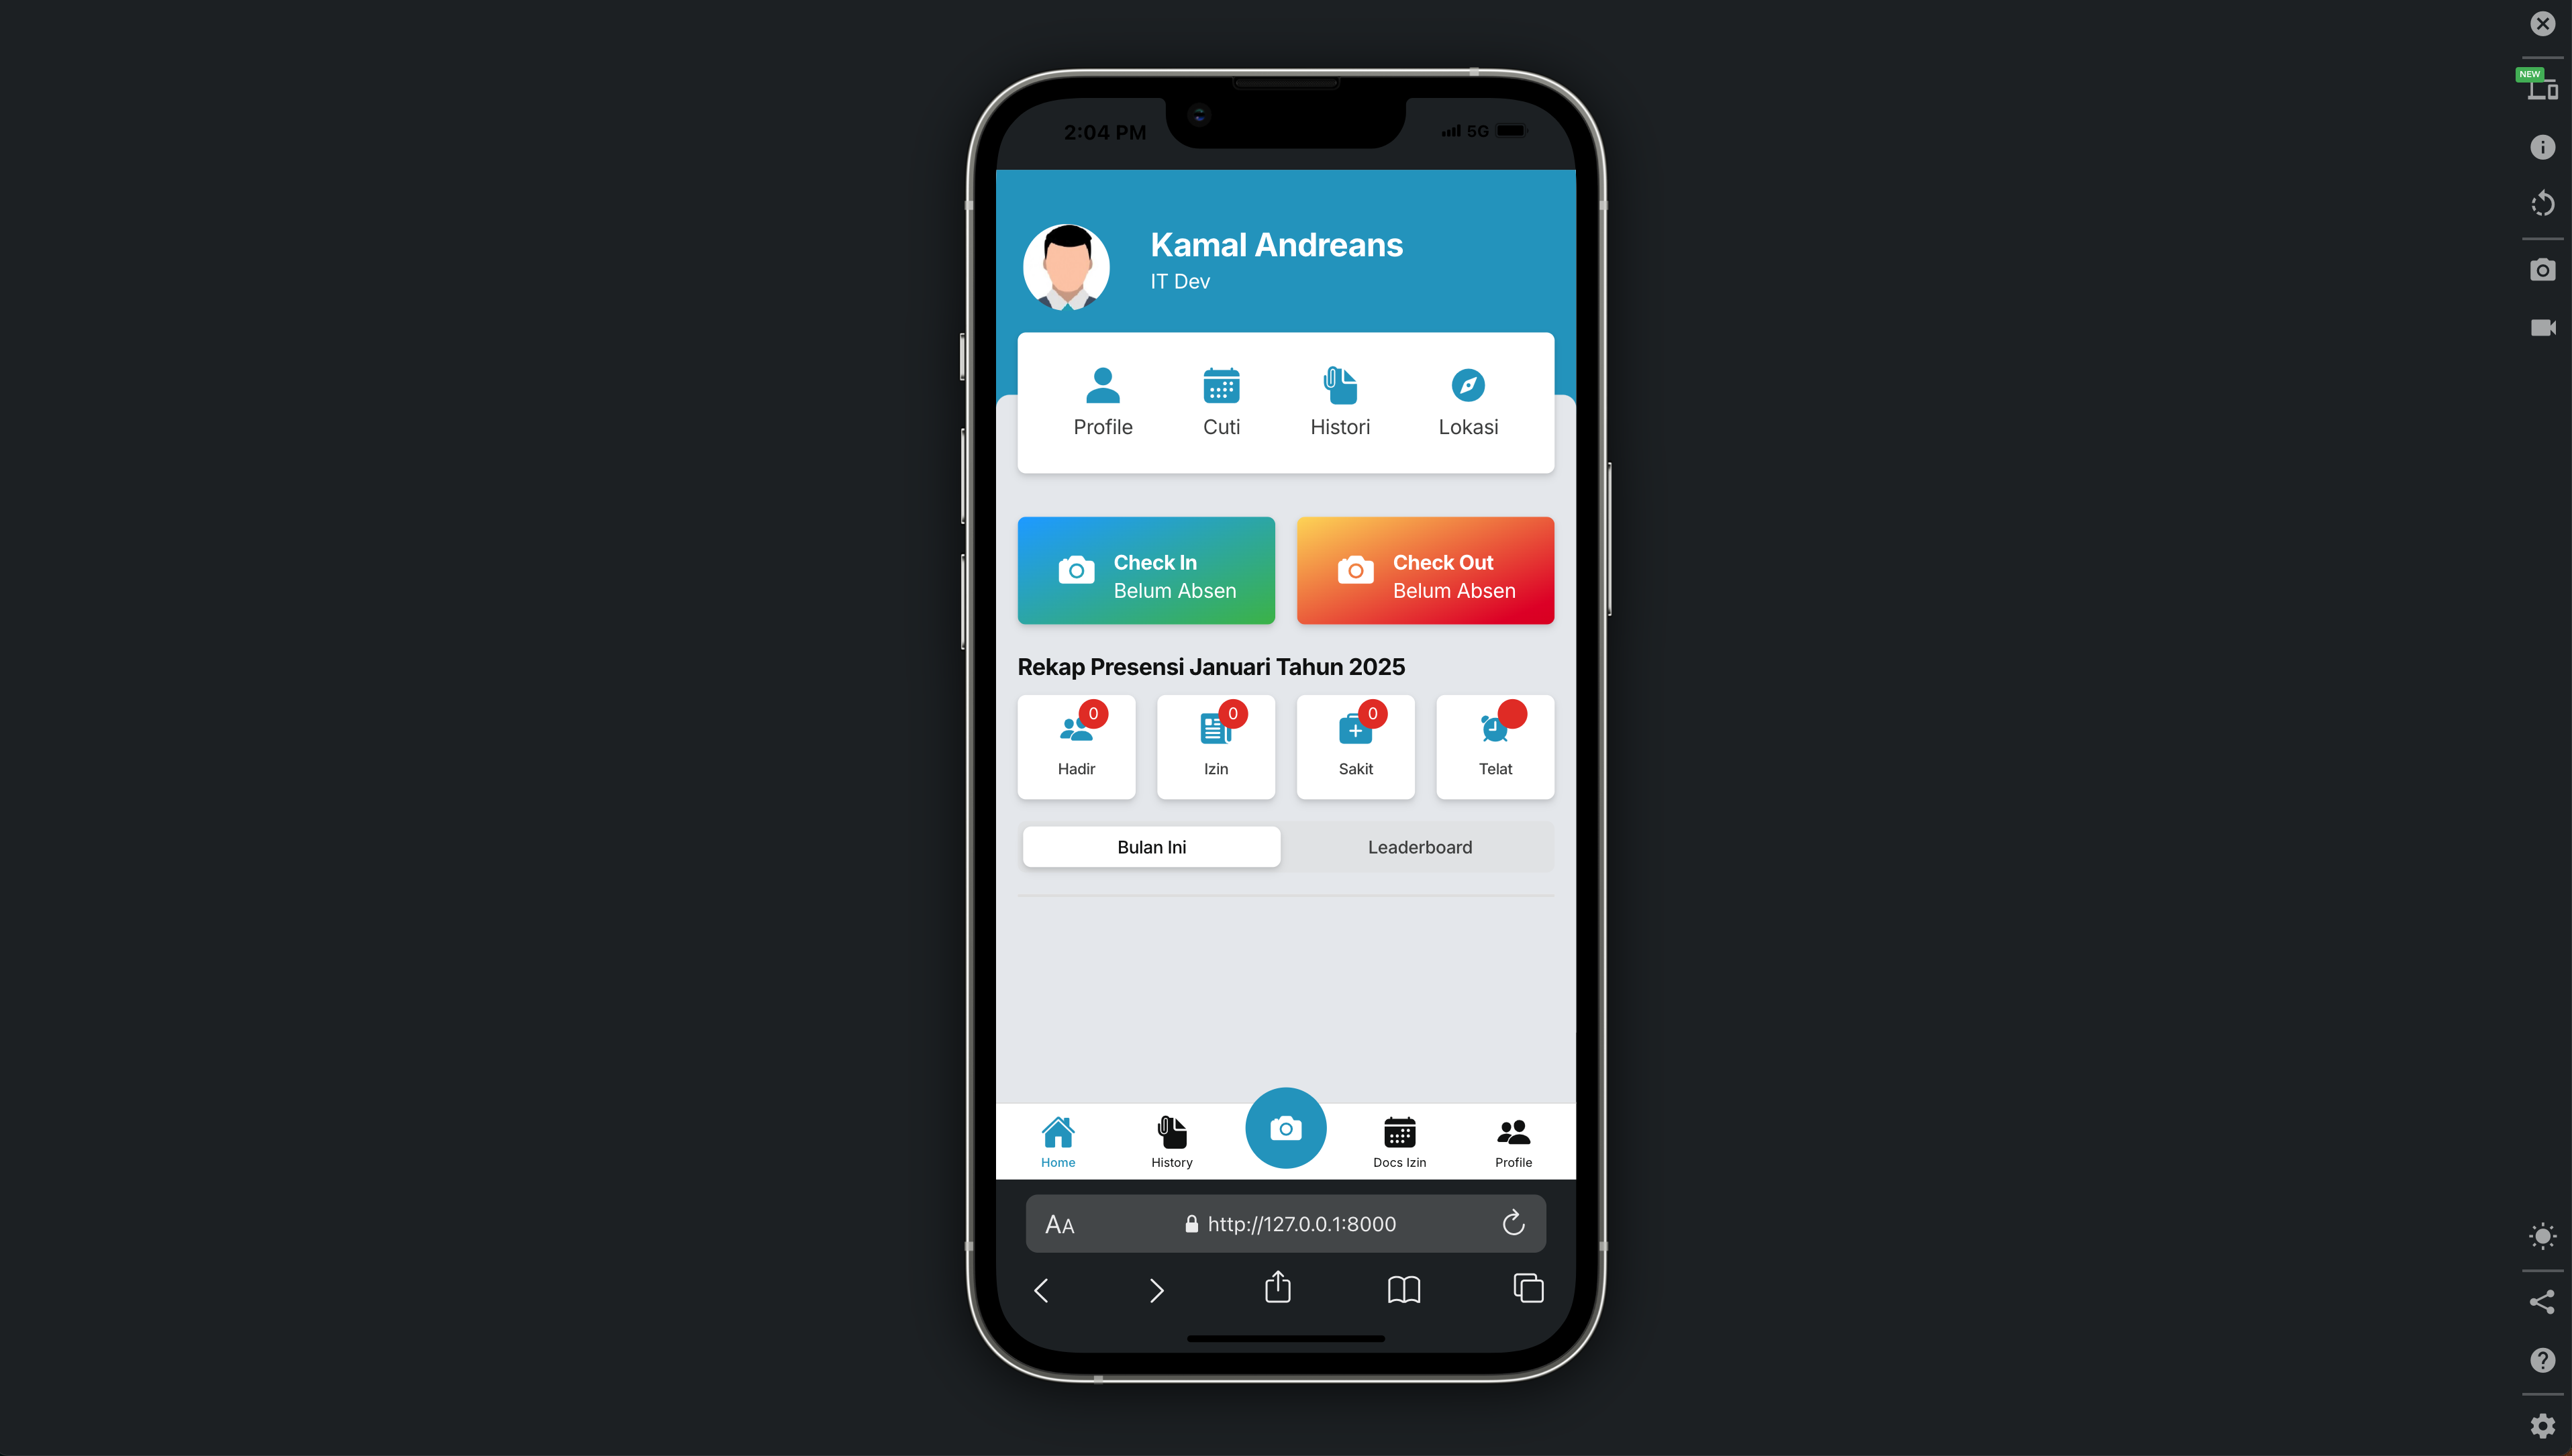 NEW
2:04 PM
5G
Kamal Andreans
IT Dev
Profile
Cuti
Histori
Lokasi
Check In
Belum Absen
Check Out
Belum Absen
Rekap Presensi Januari Tahun 2025
0
0
0
Hadir
Izin
Sakit
Telat
Bulan Ini
Leaderboard
Home
History
Docs Izin
Profile
AA
http://127.0.0.1:8000